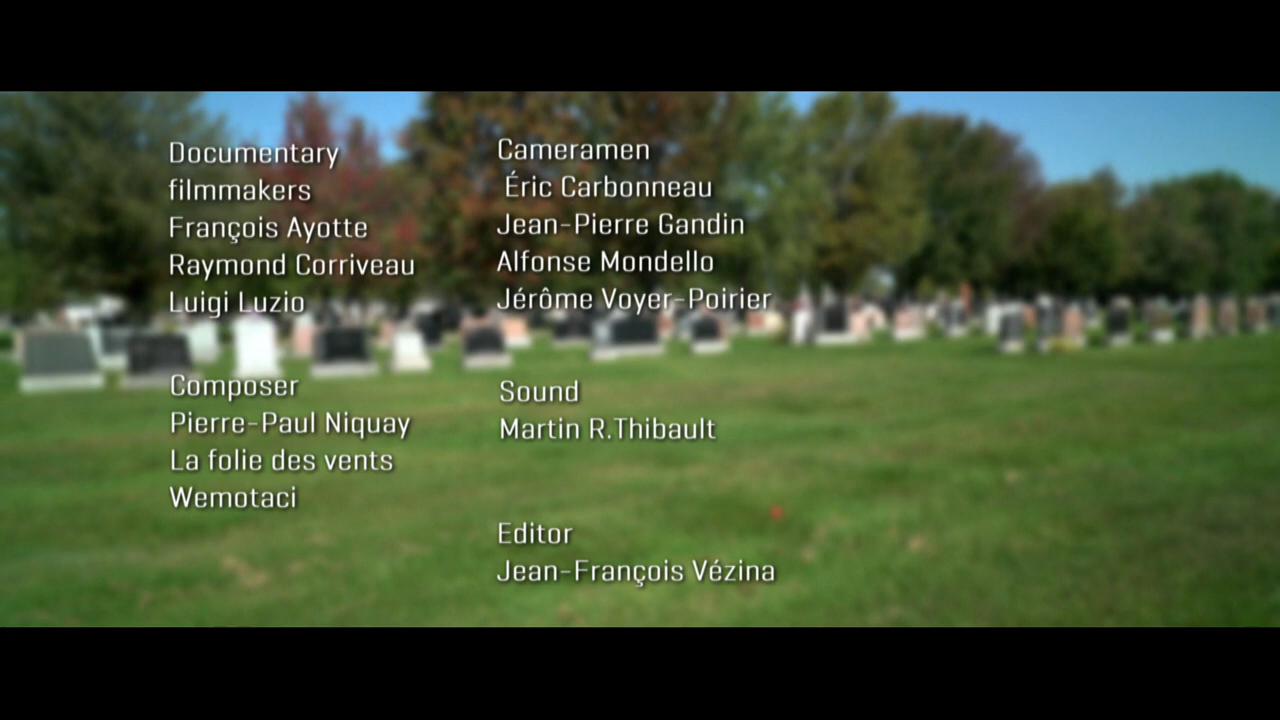 Documentary
filmmakers
François Ayotte
Raymond Corriveau
Luigi Luzio
Composer
Pierre-Paul Niquay
La folie des vents
Wemotaci
Cameramen
Éric Carbonneau
Jean-Pierre Gandin
Alfonse Mondello
Jérôme Voyer-Poirier
Sound
Martin R.Thibault
Editor
Jean-François Vézina